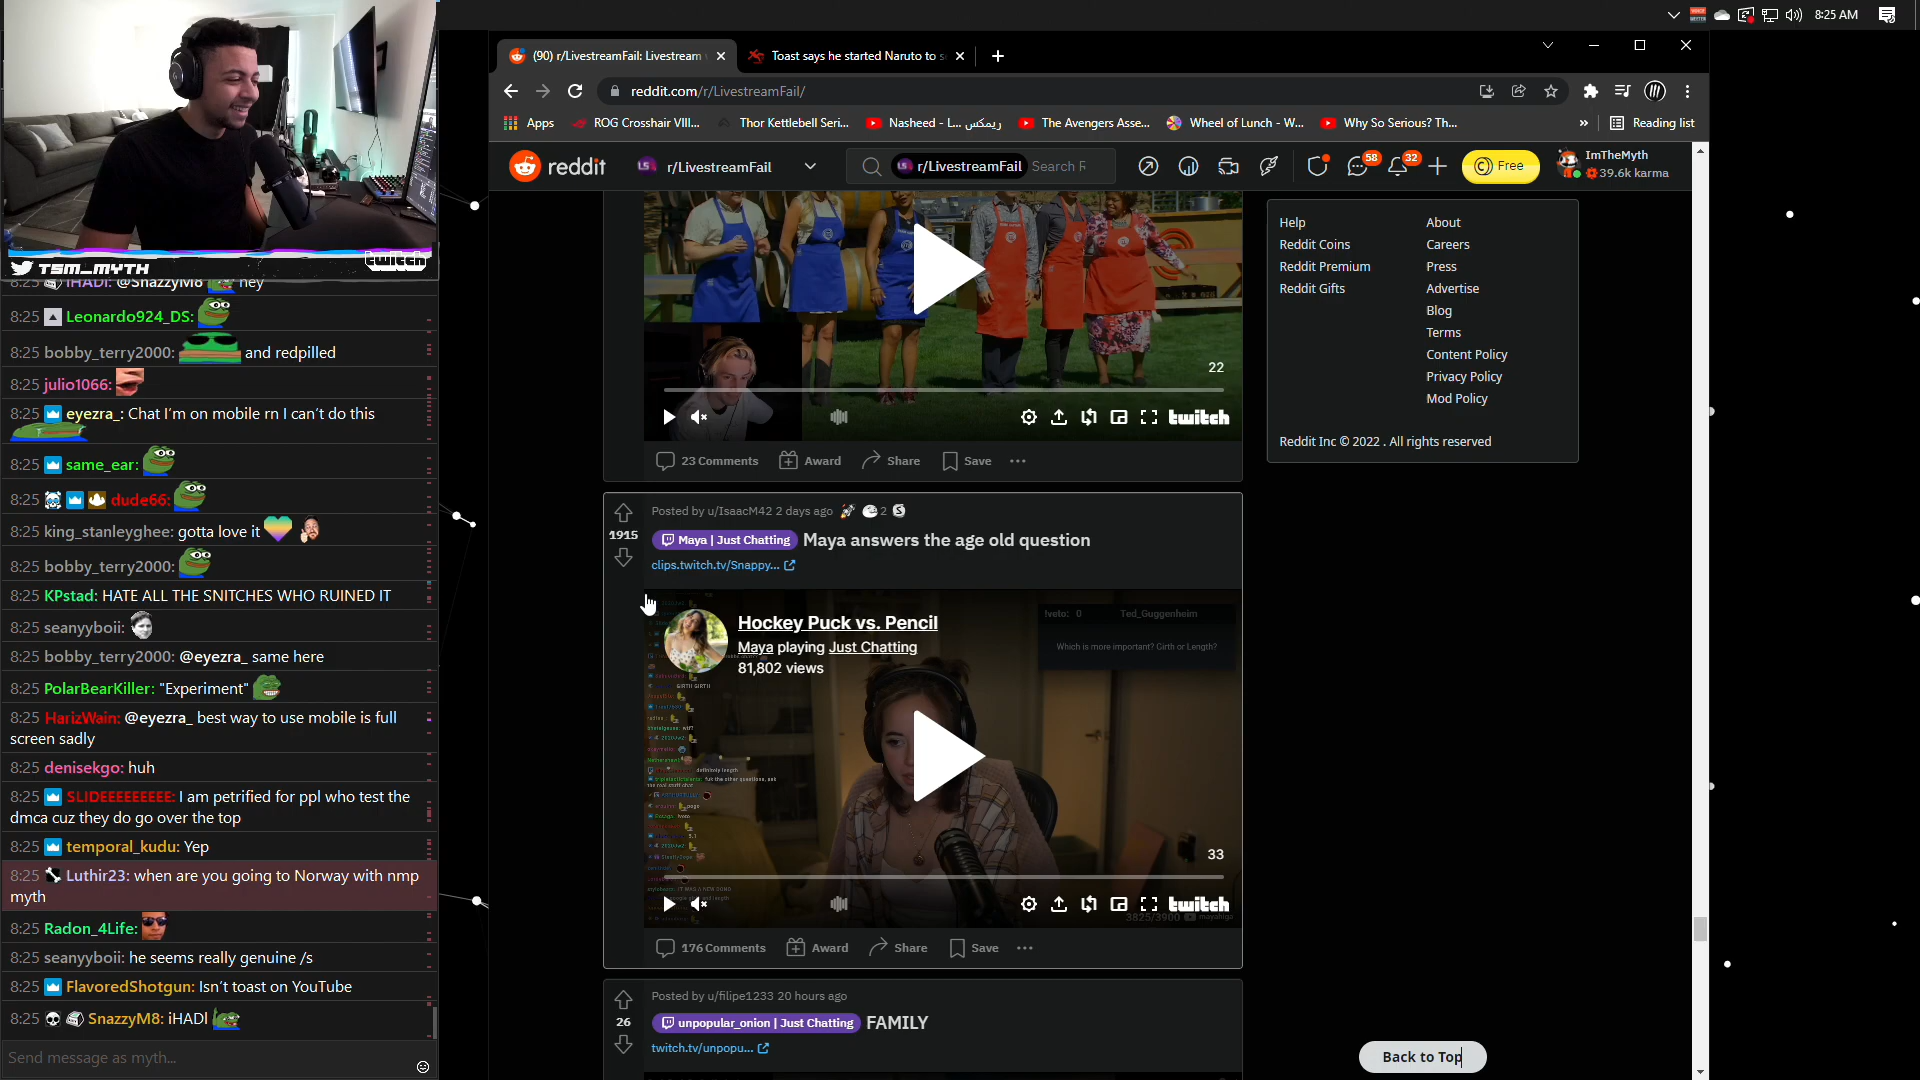 8:25 AM
(90) r/LivestreamFail: Livestream
Toast says he started Naruto to s
reddit.com/r/LivestreamFail/
Apps
ROG Crosshair VIII...
Thor Kettlebell Seri...
Nasheed - L... ريمكس
The Avengers Asse...
Wheel of Lunch - W...
Why So Serious? Th...
»
Reading list
reddit
r/LivestreamFail
r/LivestreamFail
Search R
58
32
Free
ImTheMyth
39.6k karma
TSM_MYTH
twitch
8:25 iHADl: @SnazzyM8 hey
8:25 Leonardo924_DS:
8:25 bobby_terry2000: and redpilled
8:25 julio1066:
8:25 eyezra_: Chat I'm on mobile rn I can't do this
8:25 same_ear:
8:25 dude66:
8:25 king_stanleyghee: gotta love it
8:25 bobby_terry2000:
8:25 KPstad: HATE ALL THE SNITCHES WHO RUINED IT
8:25 seanyyboii:
8:25 bobby_terry2000: @eyezra_ same here
8:25 PolarBearKiller: "Experiment"
8:25 HarizWain: @eyezra_ best way to use mobile is full
screen sadly
8:25 denisekgo: huh
8:25 SLIDEEEEEEEEE: I am petrified for ppl who test the
dmca cuz they do go over the top
8:25 temporal_kudu: Yep
8:25 Luthir23: when are you going to Norway with nmp
myth
8:25 Radon_4Life:
8:25 seanyyboii: he seems really genuine /s
8:25 FlavoredShotgun: Isn't toast on YouTube
8:25 SnazzyM8: iHADl
Send message as myth...
22
twitch
23 Comments
Award
Share
Save
1915
Posted by u/IsaacM42 2 days ago
2
Maya | Just Chatting
Maya answers the age old question
clips.twitch.tv/Snappy...
Hockey Puck vs. Pencil
Maya playing Just Chatting
81,802 views
!veto: 0
Ted_Guggenheim
Which is more important? Girth or Length?
33
twitch
3825/3900
mayahiga
176 Comments
Award
Share
Save
26
Posted by u/filipe1233 20 hours ago
unpopular_onion | Just Chatting
FAMILY
twitch.tv/unpopu...
Help
Reddit Coins
Reddit Premium
Reddit Gifts
About
Careers
Press
Advertise
Blog
Terms
Content Policy
Privacy Policy
Mod Policy
Reddit Inc © 2022 . All rights reserved
Back to Top